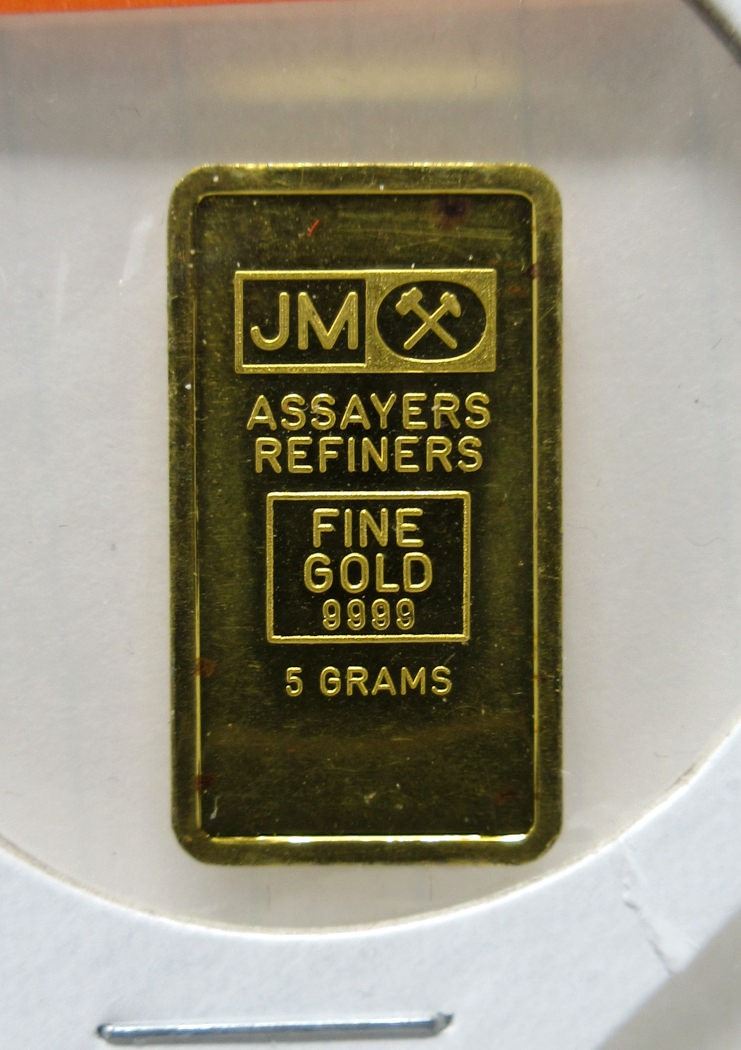 JM
ASSAYERS
REFINERS
FINE
GOLD
9999
5 GRAMS